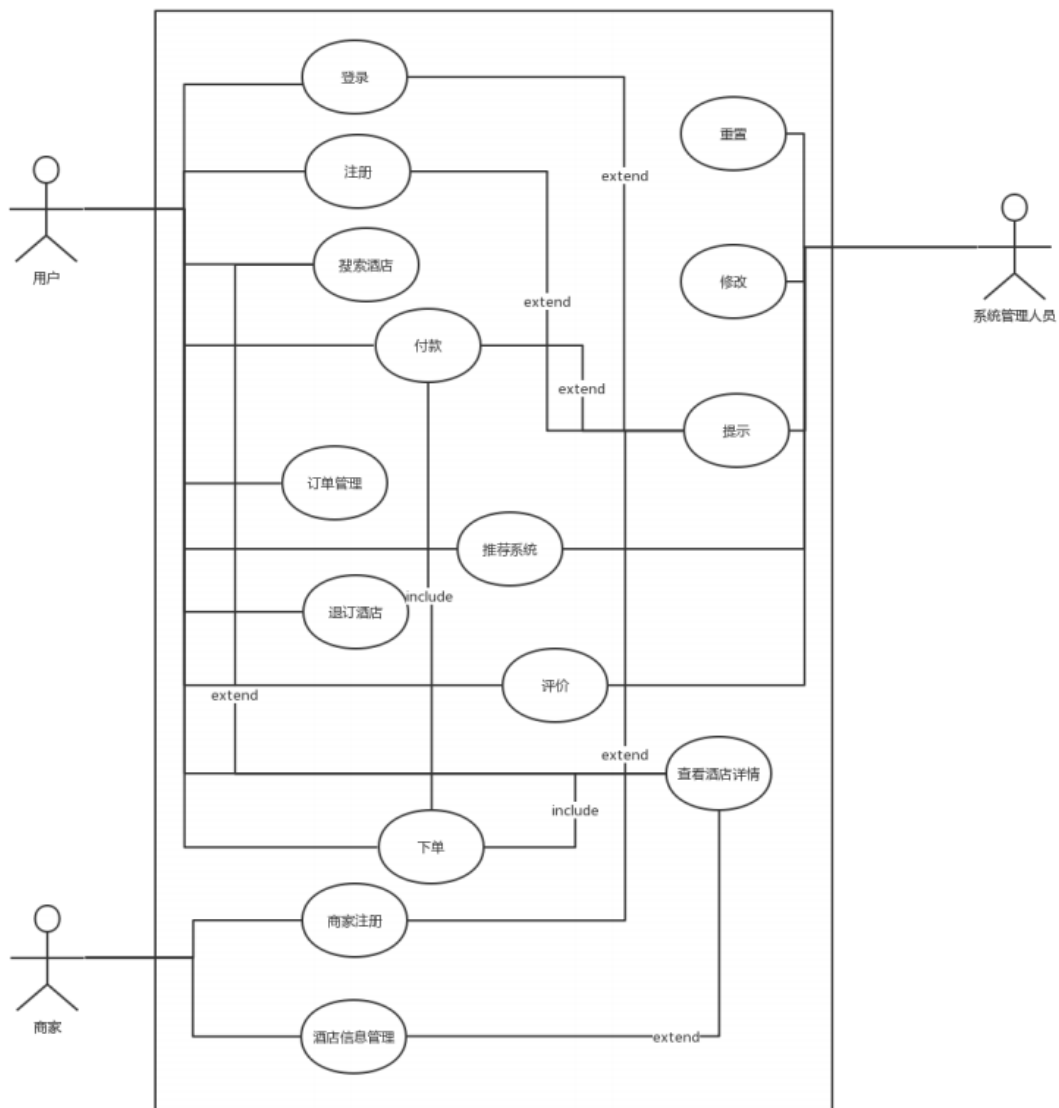 登录
重置
注册
extend
用户
搜索酒店
修改
系统管理人员
extend
付款
extend
提示
订单管理
推荐系统
include
退订酒店
评价
extend
extend
查看酒店详情
include
下单
商家注册
商家
酒店信息管理
extend